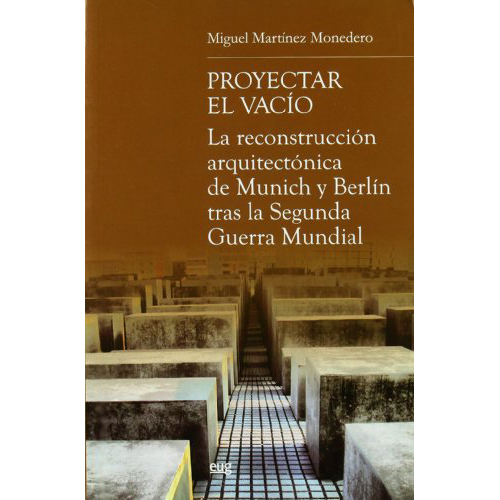 Miguel Martínez Monedero
PROYECTAR
EL VACÍO
La reconstrucción
arquitectónica
de Munich y Berlín
tras la Segunda
Guerra Mundial
eug